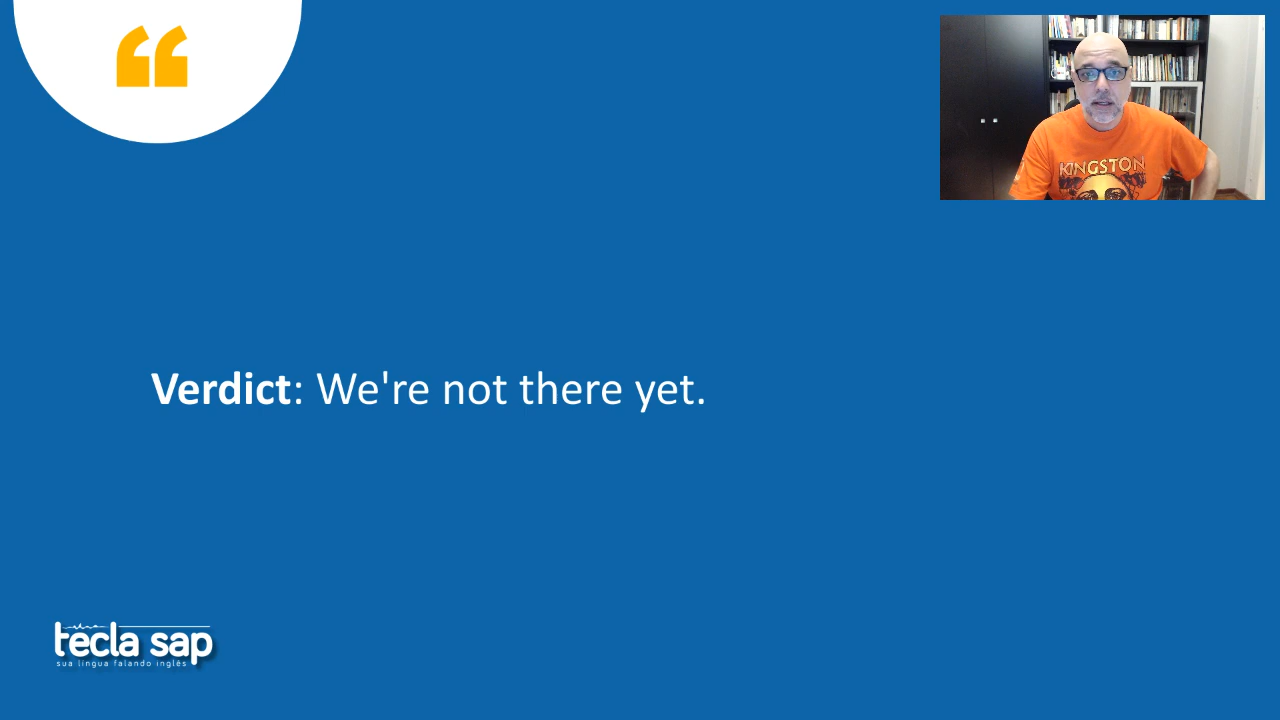 “
KINGSTON
Verdict: We're not there yet.
tecla sap
sua língua falando inglês